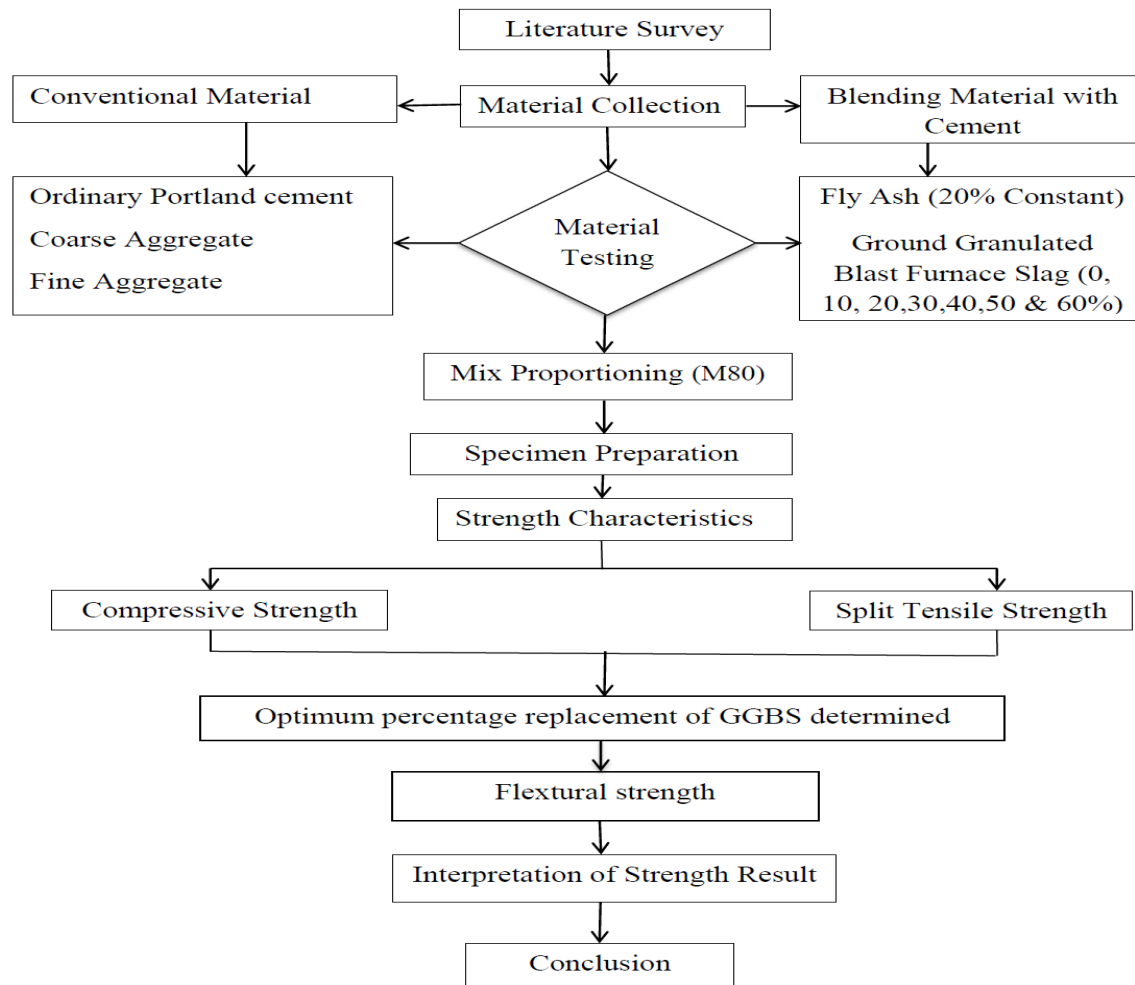 Literature Survey
Conventional Material
Material Collection
Blending Material with
Cement
Ordinary Portland cement
Coarse Aggregate
Fine Aggregate
Material
Testing
Fly Ash (20% Constant)
Ground Granulated
Blast Furnace Slag (0,
10, 20,30,40,50 & 60%)
Mix Proportioning (M80)
Specimen Preparation
Strength Characteristics
Compressive Strength
Split Tensile Strength
Optimum percentage replacement of GGBS determined
Flextural strength
Interpretation of Strength Result
Conclusion